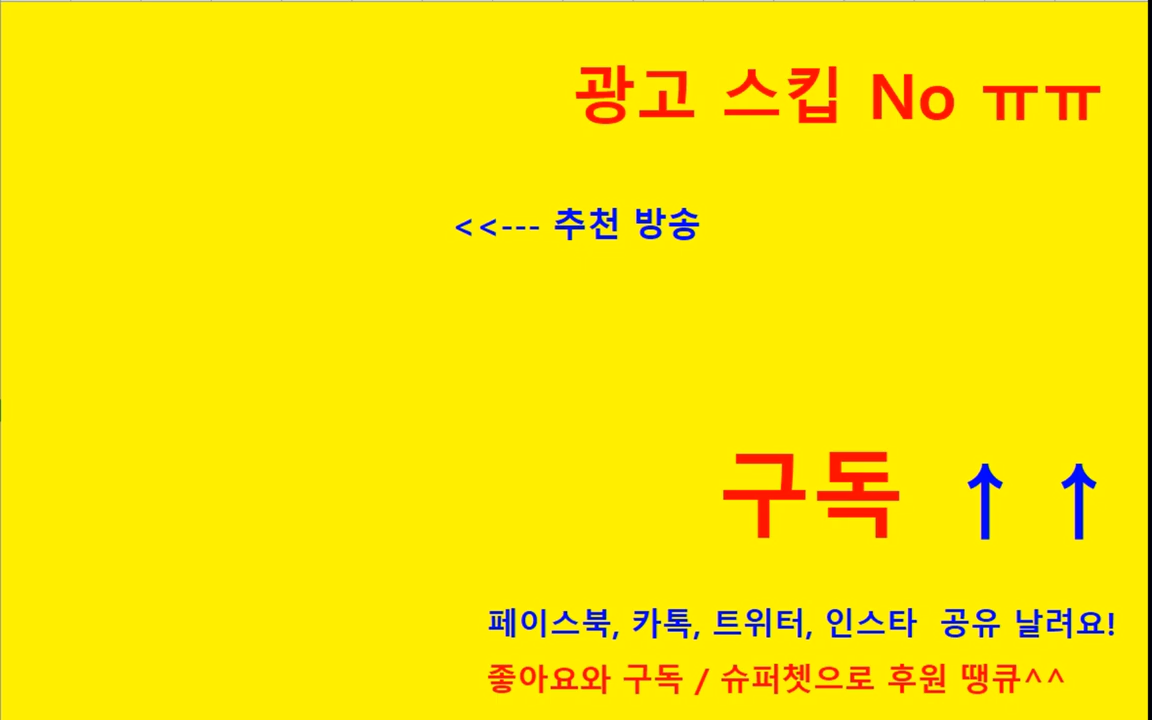 광고 스킵 No ㅠㅠ
<<--- 추천 방송
구독 ↑ ↑
페이스북, 카톡, 트위터, 인스타 공유 날려요!
좋아요와 구독 / 슈퍼쳇으로 후원 땡큐^^